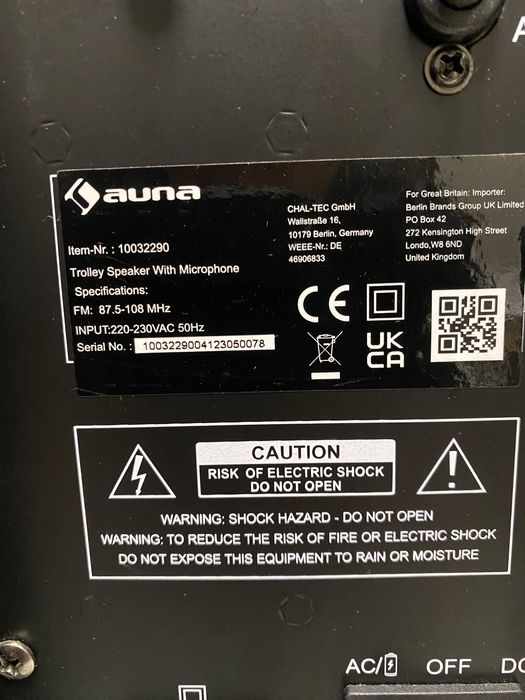 auna
Item-Nr. : 10032290
Trolley Speaker With Microphone
Specifications:
FM: 87.5-108 MHz
INPUT:220-230VAC 50Hz
Serial No. : 1003229004123050078
CHAL-TEC GmbH
Wallstraße 16,
10179 Berlin, Germany
WEEE-Nr.: DE
46906833
For Great Britain: Importer:
Berlin Brands Group UK Limited
PO Box 42
272 Kensington High Street
London,W8 6ND
United Kingdom
CE
UK
CA
CAUTION
RISK OF ELECTRIC SHOCK
DO NOT OPEN
WARNING: SHOCK HAZARD - DO NOT OPEN
WARNING: TO REDUCE THE RISK OF FIRE OR ELECTRIC SHOCK
DO NOT EXPOSE THIS EQUIPMENT TO RAIN OR MOISTURE
AC/ OFF DC